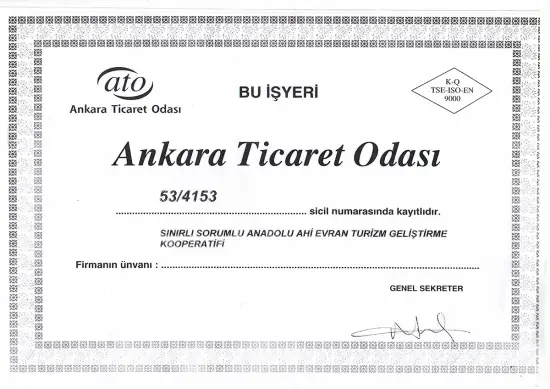 ato
Ankara Ticaret Odası
BU İŞYERİ
K-Q
TSE-ISO-EN
9000
Ankara Ticaret Odası
53/4153
........................................................ sicil numarasında kayıtlıdır.
SINIRLI SORUMLU ANADOLU AHİ EVRAN TURİZM GELİŞTİRME
KOOPERATİFİ
Firmanın ünvanı : ................................................................................................
GENEL SEKRETER